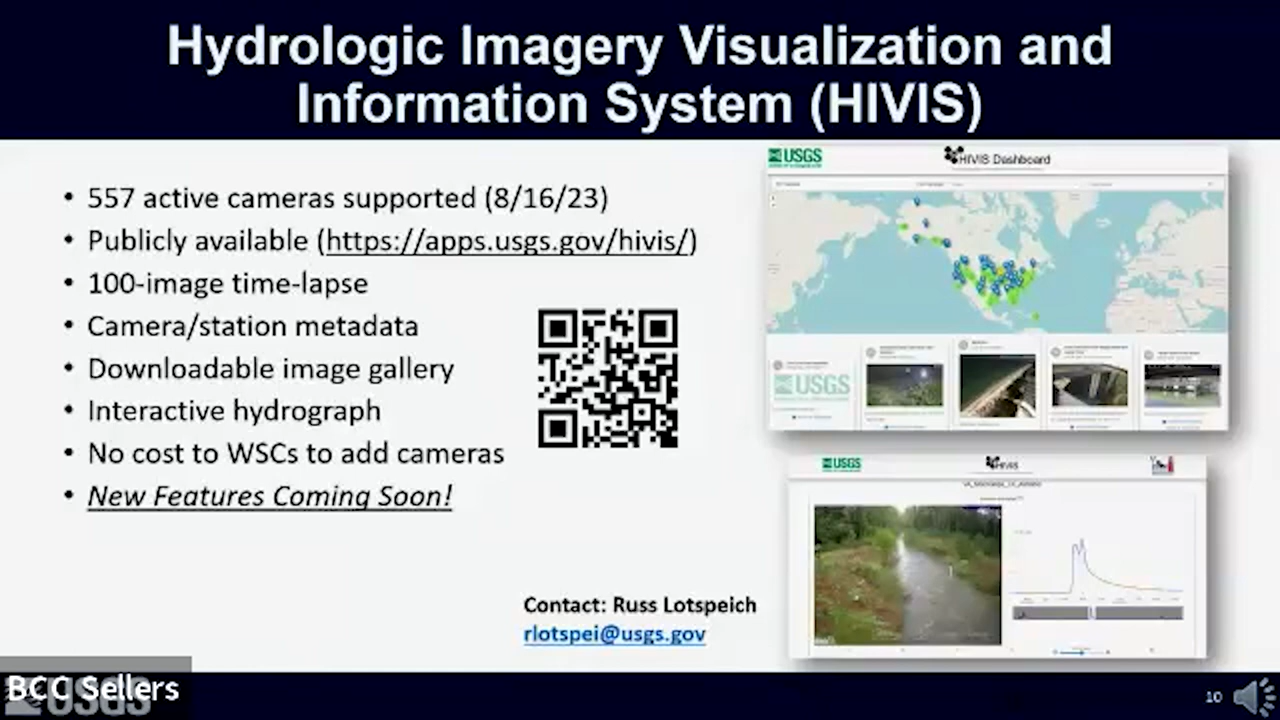 Hydrologic Imagery Visualization and
Information System (HIVIS)
• 557 active cameras supported (8/16/23)
• Publicly available (https://apps.usgs.gov/hivis/)
• 100-image time-lapse
• Camera/station metadata
• Downloadable image gallery
• Interactive hydrograph
• No cost to WSCs to add cameras
• New Features Coming Soon!
USGS
HIVIS Dashboard
USGS
USGS
HIVIS
Contact: Russ Lotspeich
rlotspei@usgs.gov
BCC Sellers
USGS
10